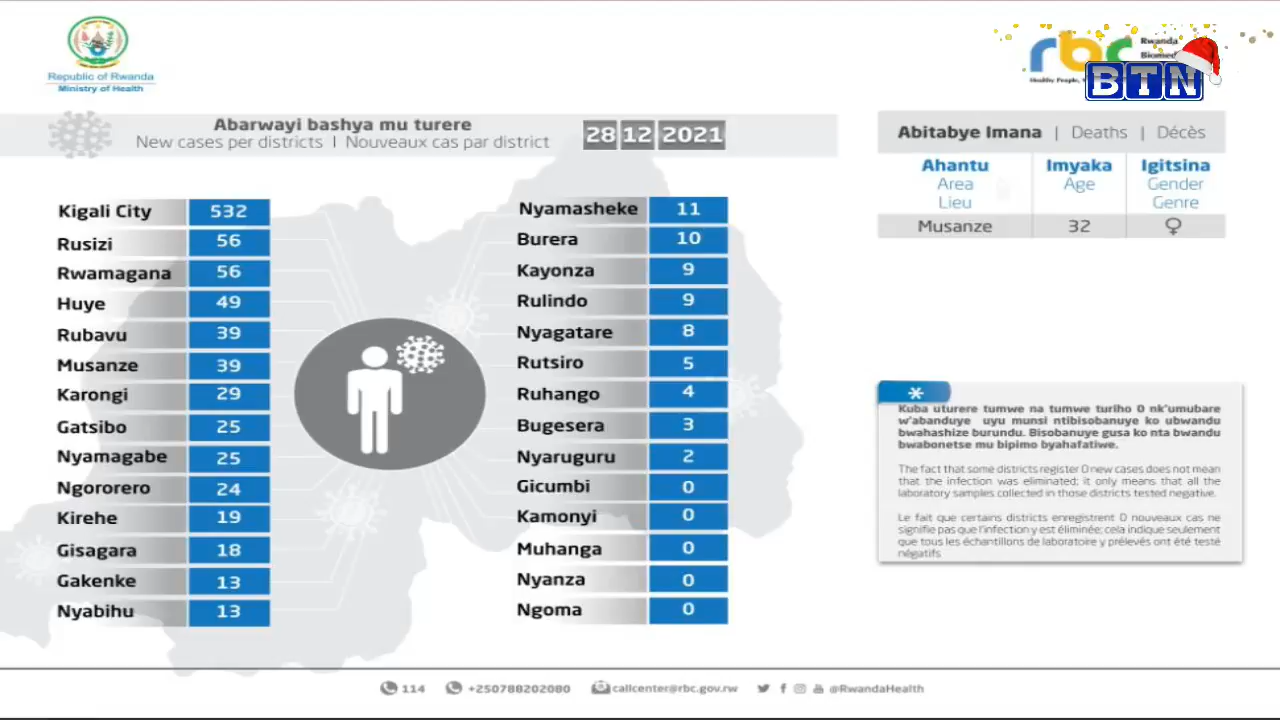 Republic of Rwanda
Ministry of Health
rbc
Rwanda
Healthy People,
BTN
Abarwayi bashya mu turere
New cases per districts | Nouveaux cas par district
28 12 2021
Kigali City 532
Rusizi 56
Rwamagana 56
Huye 49
Rubavu 39
Musanze 39
Karongi 29
Gatsibo 25
Nyamagabe 25
Ngororero 24
Kirehe 19
Gisagara 18
Gakenke 13
Nyabihu 13
Nyamasheke 11
Burera 10
Kayonza 9
Rulindo 9
Nyagatare 8
Rutsiro 5
Ruhango 4
Bugesera 3
Nyaruguru 2
Gicumbi 0
Kamonyi 0
Muhanga 0
Nyanza 0
Ngoma 0
Abitabye Imana | Deaths | Décès
Ahantu Imyaka Igitsina
Area Age Gender
Lieu Genre
Musanze 32 ♀
*
Kuba uturere tumwe na tumwe turiho 0 nk'umubare
w'abanduye uyu munsi ntibisobanuye ko ubwandu
bwahashize burundu. Bisobanuye gusa ko nta bwandu
bwabonetse mu bipimo byahafatiwe.
The fact that some districts register 0 new cases does not mean
that the infection was eliminated; it only means that all the
laboratory samples collected in those districts tested negative.
Le fait que certains districts enregistrent 0 nouveaux cas ne
signifie pas que l'infection y est éliminée; cela indique seulement
que tous les échantillons de laboratoire y prélevés ont été testé
négatifs
114 +250788202080 callcenter@rbc.gov.rw @RwandaHealth